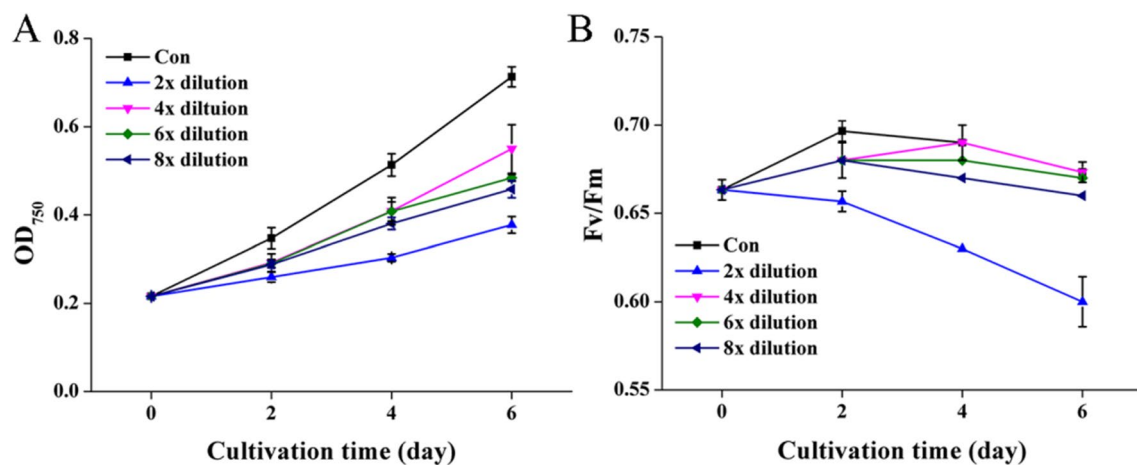 A
0.8
0.6
0.4
0.2
0.0
OD750
Con
2x dilution
4x diltuion
6x dilution
8x dilution
0 2 4 6
Cultivation time (day)
B
0.75
0.70
0.65
0.60
0.55
Fv/Fm
Con
2x dilution
4x dilution
6x dilution
8x dilution
0 2 4 6
Cultivation time (day)